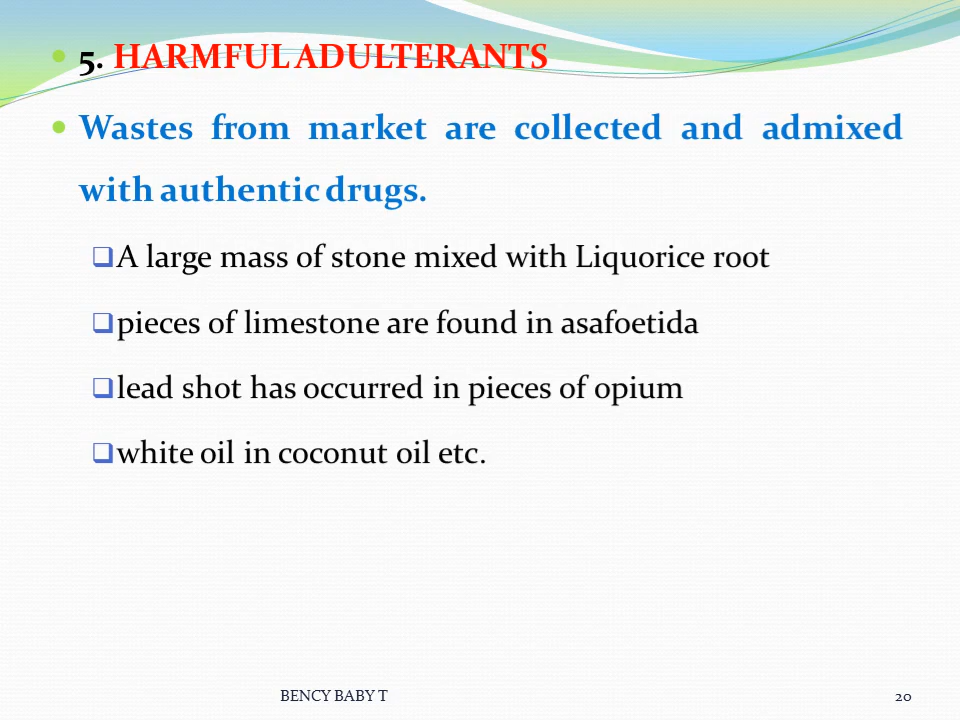 5. HARMFUL ADULTERANTS
Wastes from market are collected and admixed
with authentic drugs.
A large mass of stone mixed with Liquorice root
pieces of limestone are found in asafoetida
lead shot has occurred in pieces of opium
white oil in coconut oil etc.
BENCY BABY T
20